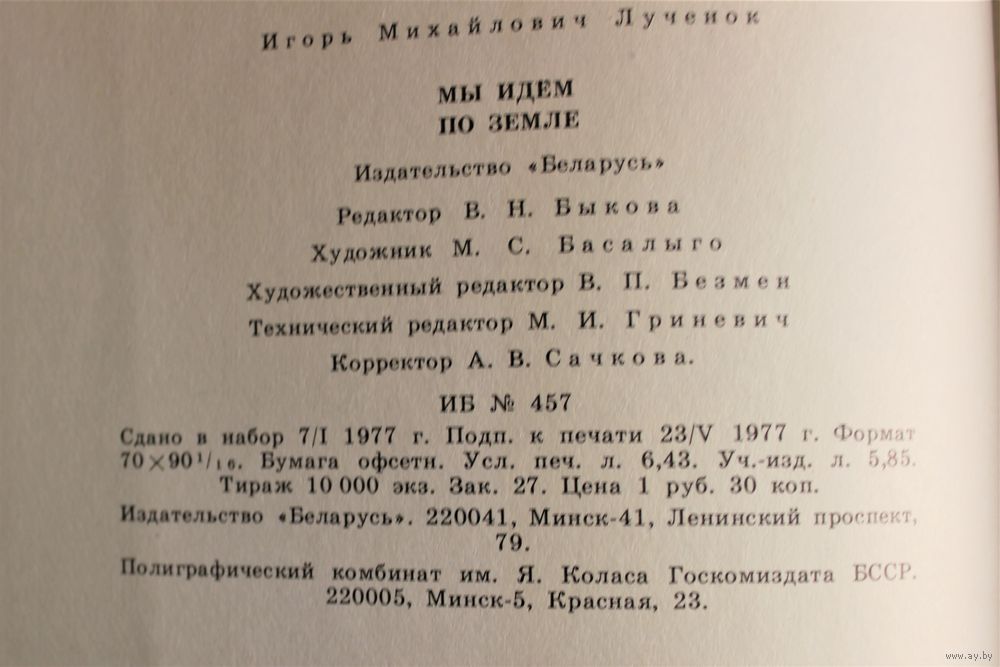 Игорь Михайлович Лученок
МЫ ИДЕМ
ПО ЗЕМЛЕ
Издательство «Беларусь»
Редактор В. Н. Быкова
Художник М. С. Басалыго
Художественный редактор В. П. Безмен
Технический редактор М. И. Гриневич
Корректор А. В. Сачкова.
ИБ № 457
Сдано в набор 7/I 1977 г. Подп. к печати 23/V 1977 г. Формат
70×90¹/₁₆. Бумага офсетн. Усл. печ. л. 6,43. Уч.-изд. л. 5,85.
Тираж 10 000 экз. Зак. 27. Цена 1 руб. 30 коп.
Издательство «Беларусь». 220041, Минск-41, Ленинский проспект,
79.
Полиграфический комбинат им. Я. Коласа Госкомиздата БССР.
220005, Минск-5, Красная, 23.
www.ay.by